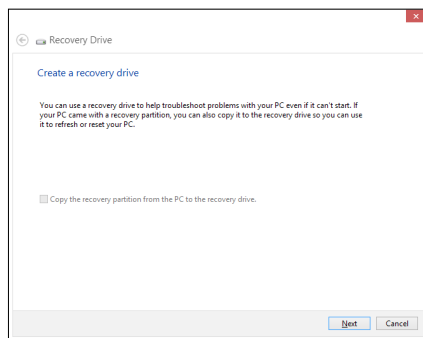 Recovery Drive
Create a recovery drive
You can use a recovery drive to help troubleshoot problems with your PC even if it can't start. If
your PC came with a recovery partition, you can also copy it to the recovery drive so you can use
it to refresh or reset your PC.
Copy the recovery partition from the PC to the recovery drive.
Next Cancel